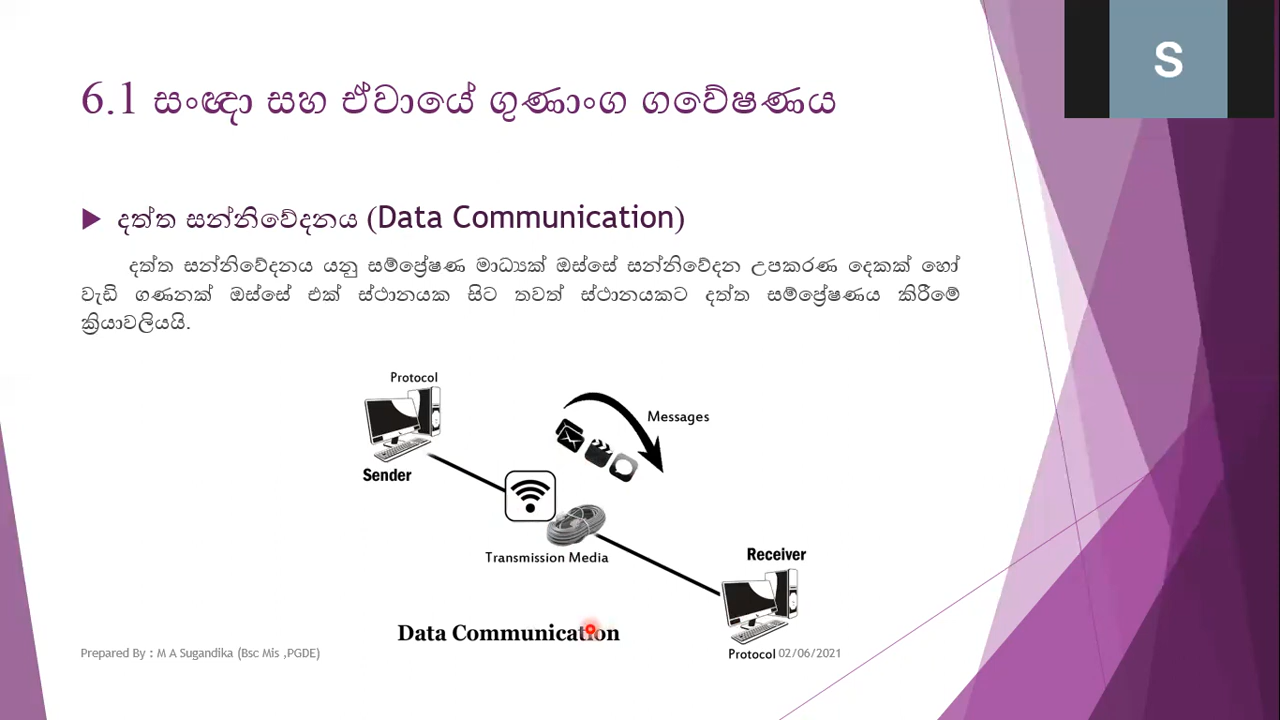 S
6.1 සංඥා සහ ඒවායේ ගුණාංග ගවේෂණය
දත්ත සන්නිවේදනය (Data Communication)
දත්ත සන්නිවේදනය යනු සම්ප්‍රේෂණ මාධ්‍යක් ඔස්සේ සන්නිවේදන උපකරණ දෙකක් හෝ
වැඩි ගණනක් ඔස්සේ එක් ස්ථානයක සිට තවත් ස්ථානයකට දත්ත සම්ප්‍රේෂණය කිරීමේ
ක්‍රියාවලියයි.
Protocol
Messages
Sender
Transmission Media
Receiver
Data Communication
Protocol
Prepared By : M A Sugandika (Bsc Mis ,PGDE)
02/06/2021